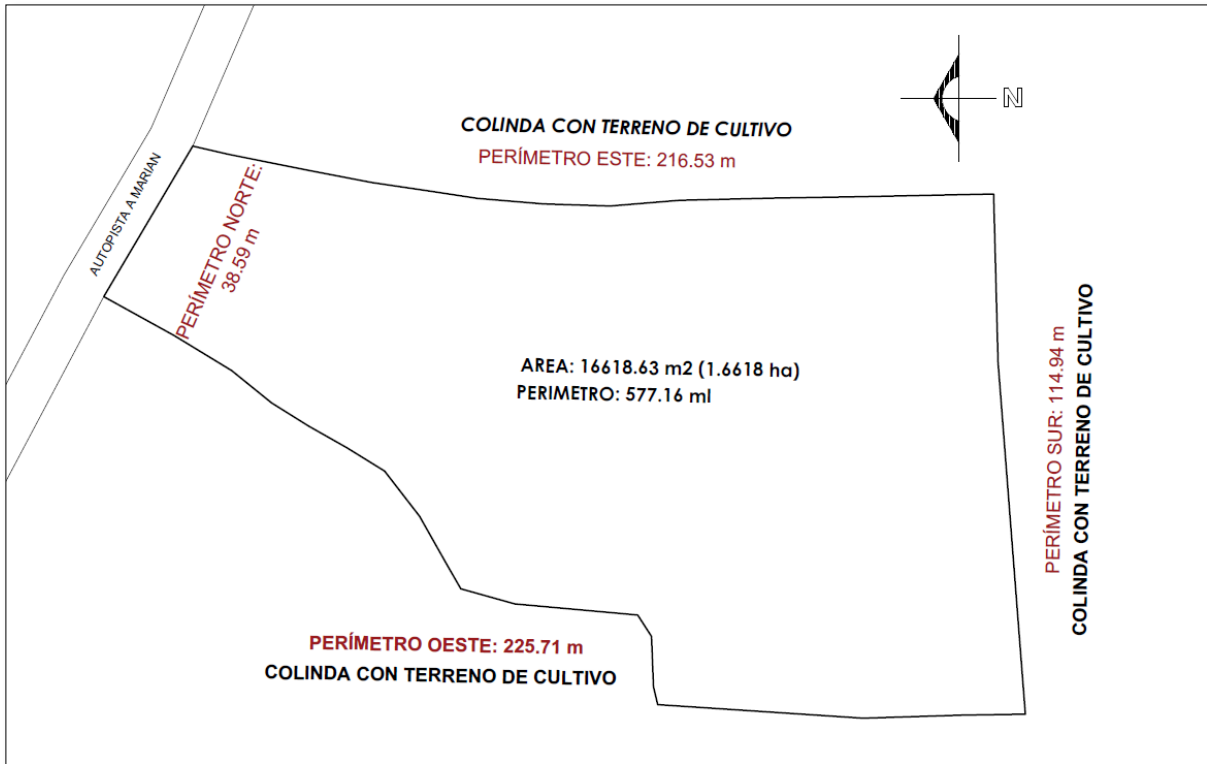 N
COLINDA CON TERRENO DE CULTIVO
PERÍMETRO ESTE: 216.53 m
AUTOPISTA A MARIAN
PERÍMETRO NORTE:
38.59 m
AREA: 16618.63 m2 (1.6618 ha)
PERIMETRO: 577.16 ml
PERÍMETRO SUR: 114.94 m
COLINDA CON TERRENO DE CULTIVO
PERÍMETRO OESTE: 225.71 m
COLINDA CON TERRENO DE CULTIVO